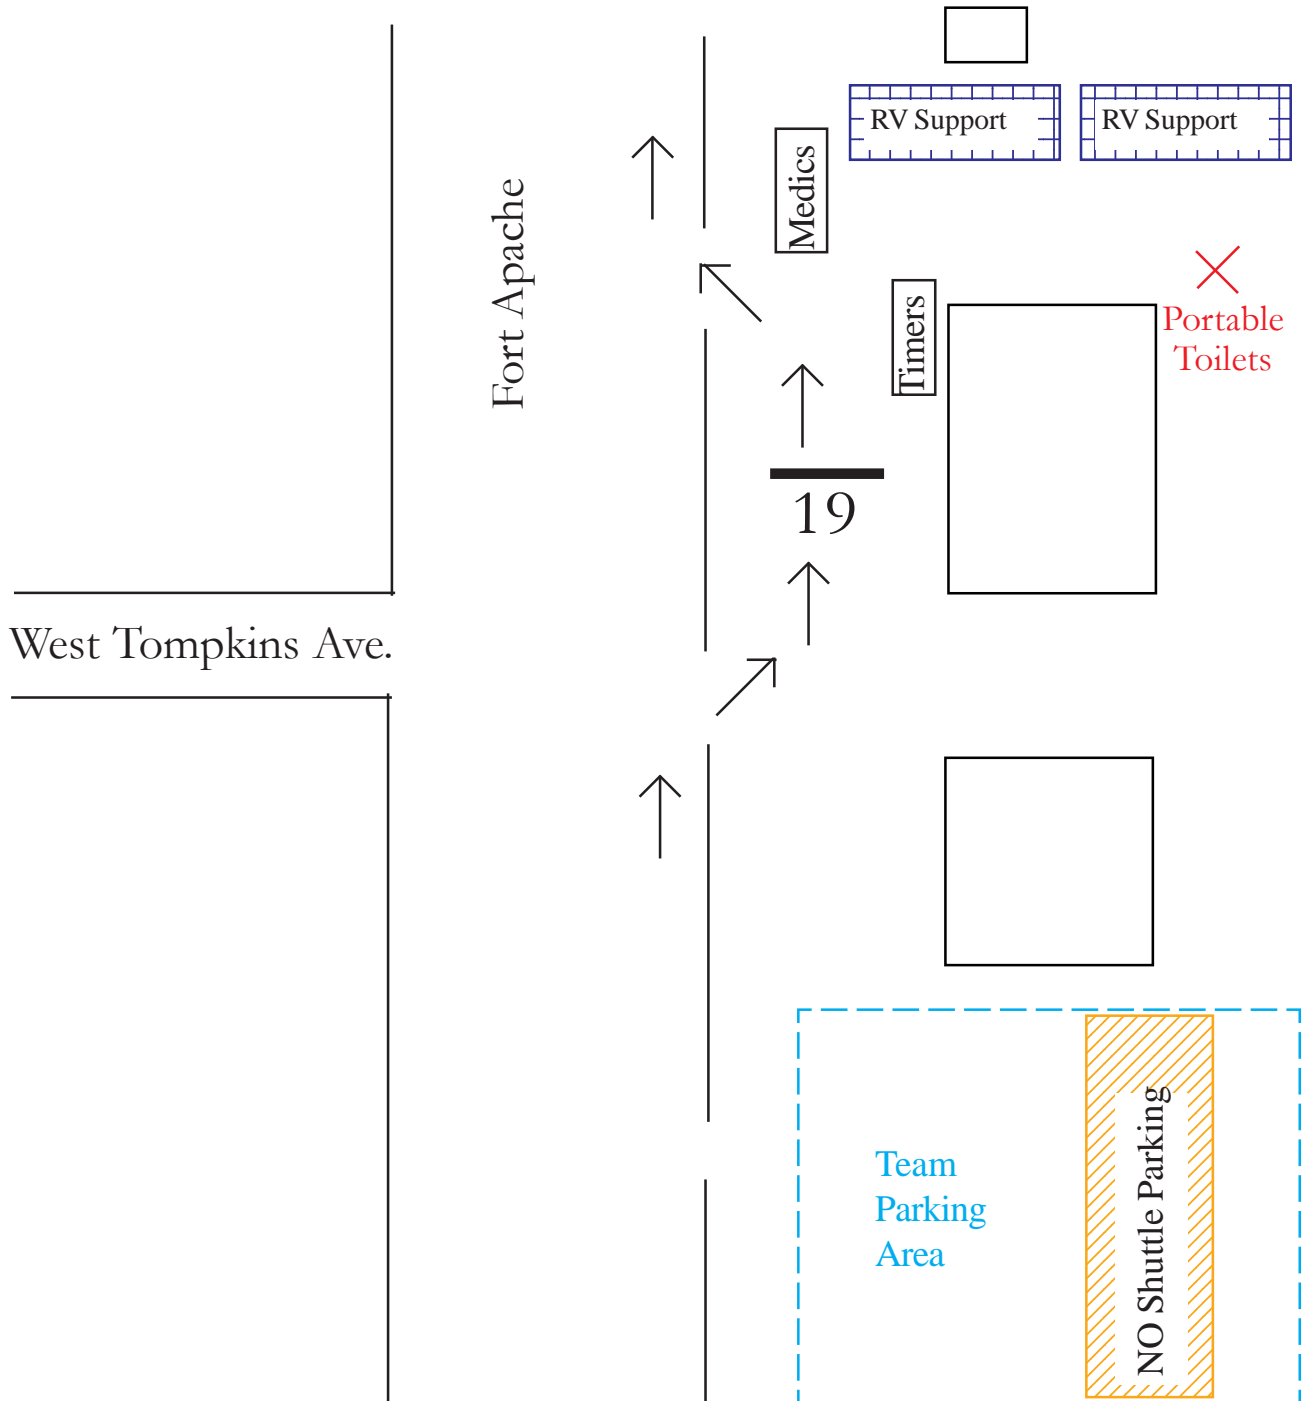 RV Support
RV Support
Medics
Fort Apache
Timers
Portable
Toilets
19
West Tompkins Ave.
Team
Parking
Area
NO Shuttle Parking